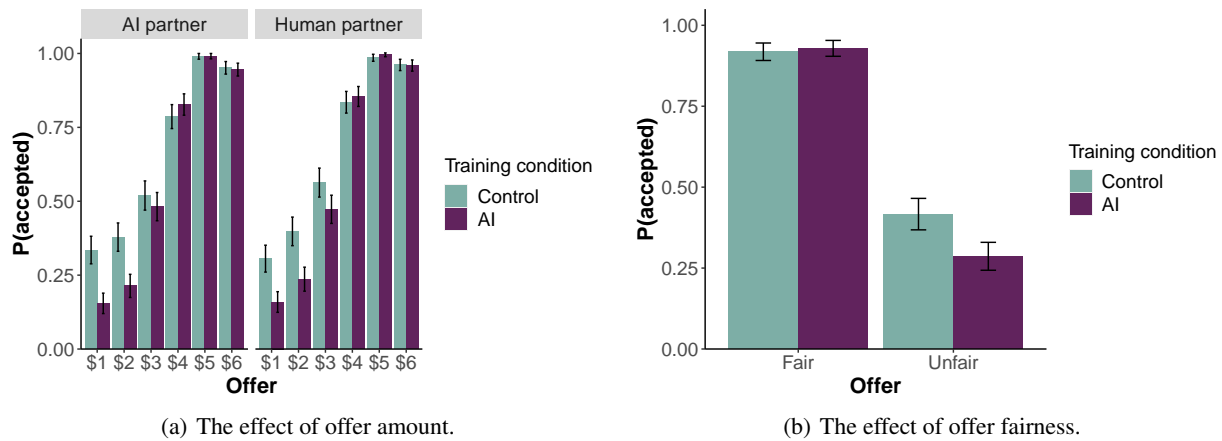 AI partner
Human partner
1.00
0.75
0.50
0.25
0.00
P(accepted)
$1 $2 $3 $4 $5 $6
$1 $2 $3 $4 $5 $6
Offer
Training condition
Control
AI
(a) The effect of offer amount.
1.00
0.75
0.50
0.25
0.00
P(accepted)
Fair
Unfair
Offer
Training condition
Control
AI
(b) The effect of offer fairness.